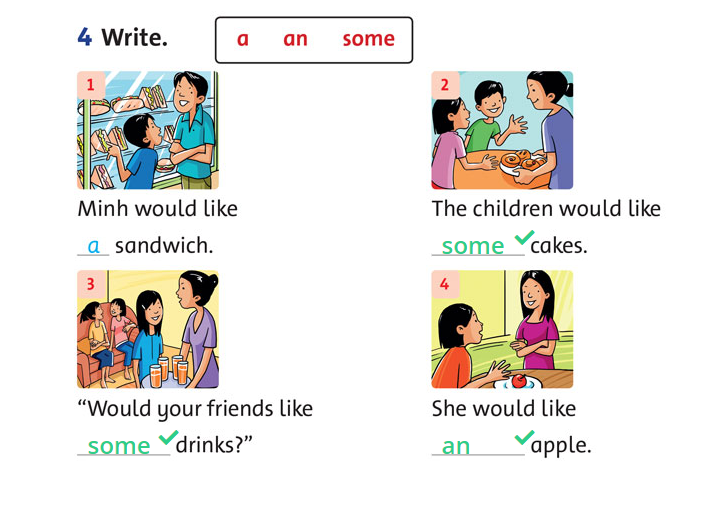 4 Write.
a an some
1
Minh would like
a sandwich.
2
The children would like
some cakes.
3
“Would your friends like
some drinks?”
4
She would like
an apple.